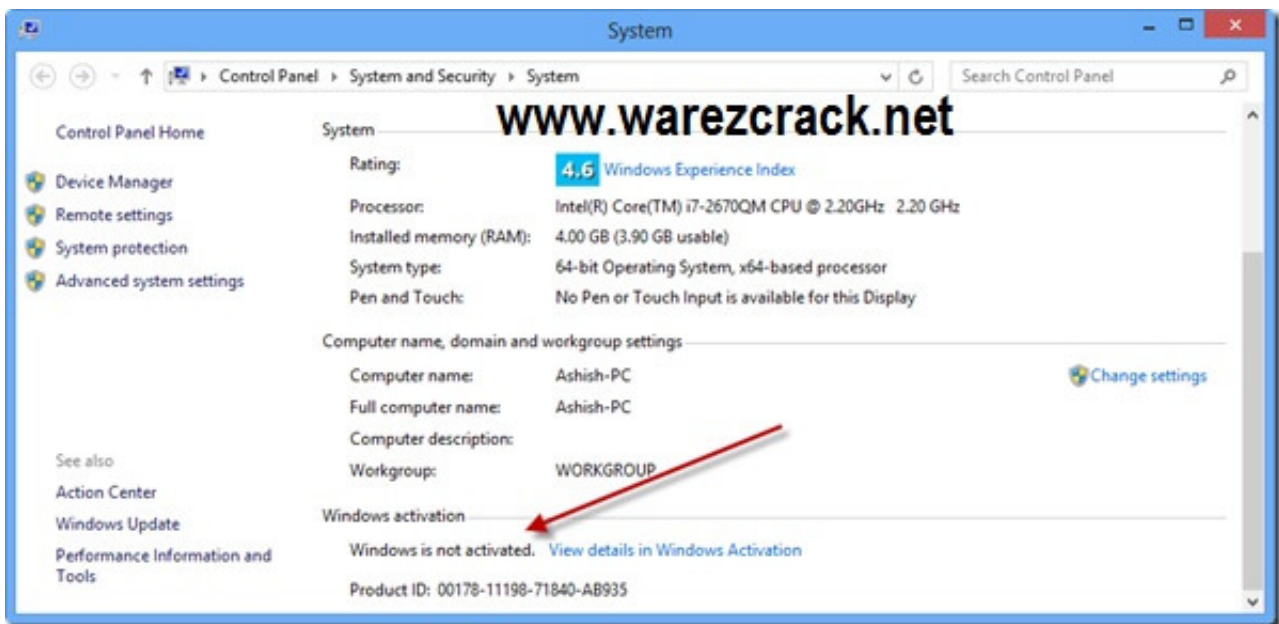 System
Control Panel System and Security System
Search Control Panel
www.warezcrack.net
Control Panel Home
Device Manager
Remote settings
System protection
Advanced system settings
System
Rating: 4,6 Windows Experience Index
Processor: Intel(R) Core(TM) i7-2670QM CPU @ 2.20GHz 2.20 GHz
Installed memory (RAM): 4.00 GB (3.90 GB usable)
System type: 64-bit Operating System, x64-based processor
Pen and Touch: No Pen or Touch Input is available for this Display
Computer name, domain and workgroup settings
Computer name: Ashish-PC
Change settings
Full computer name: Ashish-PC
Computer description:
Workgroup: WORKGROUP
See also
Action Center
Windows Update
Performance Information and
Tools
Windows activation
Windows is not activated. View details in Windows Activation
Product ID: 00178-11198-71840-AB935